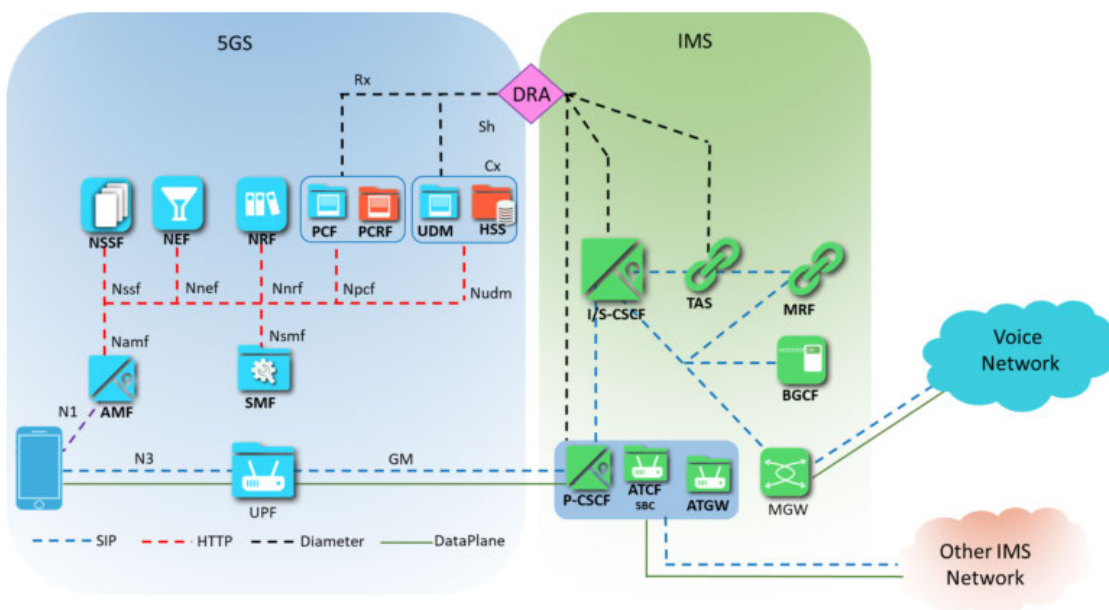 5GS
IMS
Rx
DRA
Sh
Cx
NSSF
NEF
NRF
PCF
PCRF
UDM
HSS
Nssf
Nnef
Nnrf
Npcf
Nudm
I/S-CSCF
TAS
MRF
Namf
Nsmf
Voice
Network
AMF
SMF
BGCF
N1
N3
GM
P-CSCF
ATCF
SBC
ATGW
MGW
UPF
SIP
HTTP
Diameter
DataPlane
Other IMS
Network